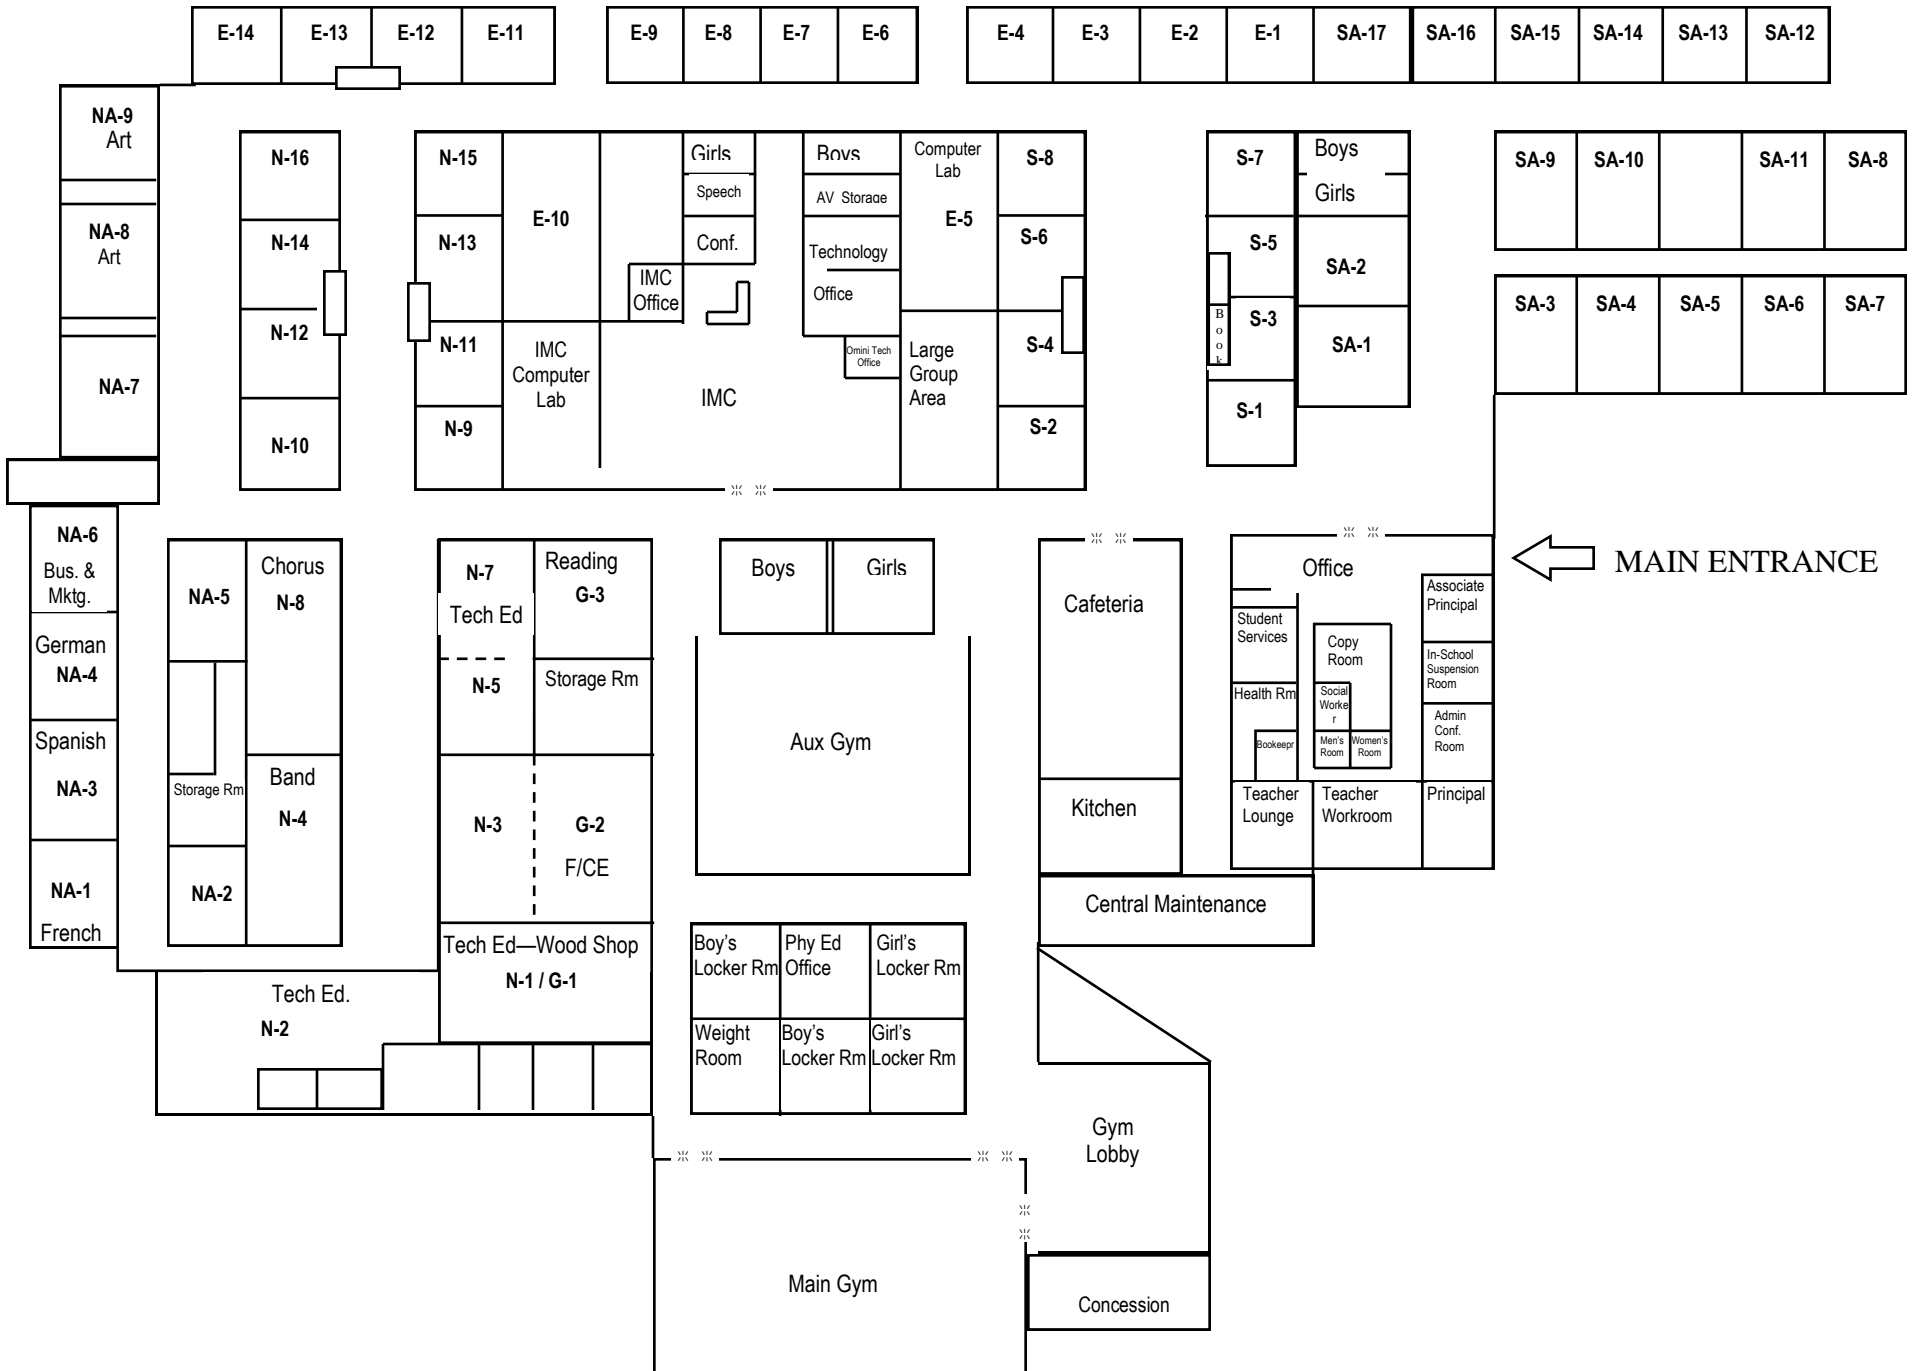 E-14 E-13 E-12 E-11 E-9 E-8 E-7 E-6 E-4 E-3 E-2 E-1 SA-17 SA-16 SA-15 SA-14 SA-13 SA-12
NA-9
Art
NA-8
Art
NA-7
N-16
N-14
N-12
N-10
N-15
N-13
N-11
N-9
E-10
IMC
Computer
Lab
Girls
Speech
Conf.
IMC
Office
IMC
Boys
AV Storage
Technology
Office
Omini Tech
Office
Computer
Lab
E-5
Large
Group
Area
S-8
S-6
S-4
S-2
S-7
S-5
S-3
S-1
B
o
o
k
Boys
Girls
SA-2
SA-1
SA-9 SA-10 SA-11 SA-8
SA-3 SA-4 SA-5 SA-6 SA-7
MAIN ENTRANCE
NA-6
Bus. &
Mktg.
German
NA-4
Spanish
NA-3
NA-1
French
NA-5
Storage Rm
NA-2
Chorus
N-8
Band
N-4
N-7
Tech Ed
N-5
N-3
Reading
G-3
Storage Rm
G-2
F/CE
Tech Ed—Wood Shop
N-1 / G-1
Tech Ed.
N-2
Boys Girls
Aux Gym
Boy's
Locker Rm
Phy Ed
Office
Girl's
Locker Rm
Weight
Room
Boy's
Locker Rm
Girl's
Locker Rm
Main Gym
Cafeteria
Kitchen
Central Maintenance
Gym
Lobby
Concession
Office
Student
Services
Health Rm
Bookeepr
Teacher
Lounge
Copy
Room
Social
Worke
r
Men's
Room
Women's
Room
Teacher
Workroom
Associate
Principal
In-School
Suspension
Room
Admin
Conf.
Room
Principal